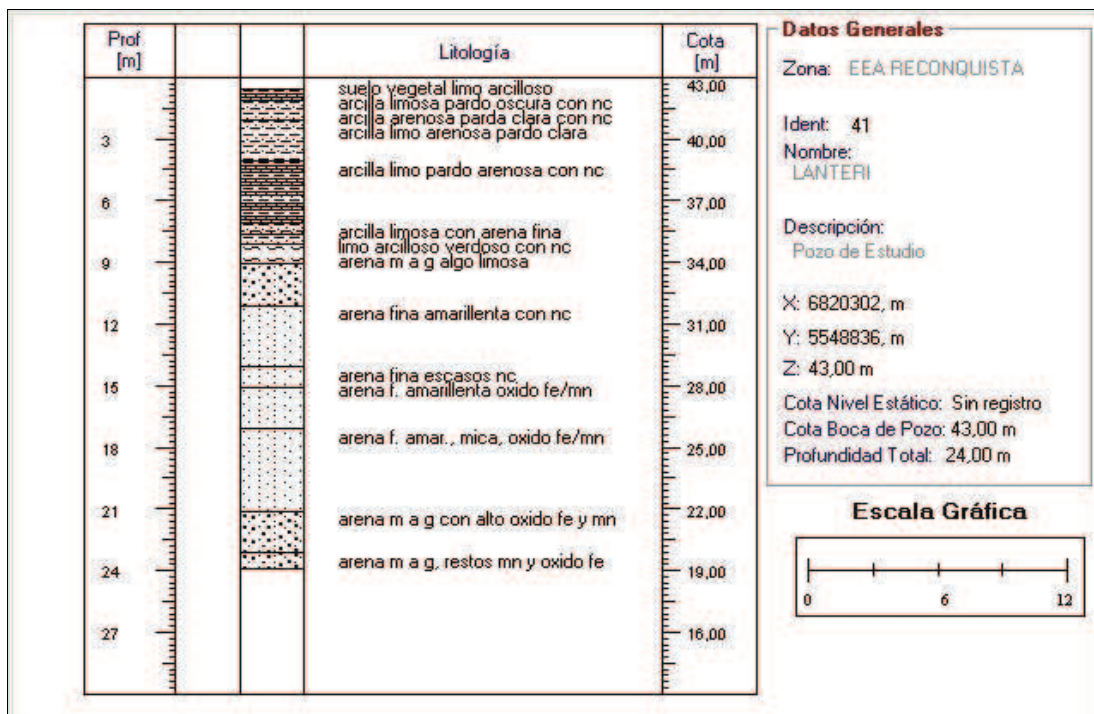 Prof
[m]
Litología
Cota
[m]
suelo vegetal limo arcilloso
arcilla limosa pardo oscura con nc
arcilla arenosa parda clara con nc
arcilla limo arenosa pardo clara
arcilla limo pardo arenosa con nc
arcilla limosa con arena fina
limo arcilloso verdoso con nc
arena m a g algo limosa
arena fina amarillenta con nc
arena fina escasos nc
arena f. amarillenta oxido fe/mn
arena f. amar., mica, oxido fe/mn
arena m a g con alto oxido fe y mn
arena m a g, restos mn y oxido fe
3
6
9
12
15
18
21
24
27
43,00
40,00
37,00
34,00
31,00
28,00
25,00
22,00
19,00
16,00
Datos Generales
Zona: EEA RECONQUISTA
Ident: 41
Nombre:
LANTERI
Descripción:
Pozo de Estudio
X: 6820302, m
Y: 5548836, m
Z: 43,00 m
Cota Nivel Estático: Sin registro
Cota Boca de Pozo: 43,00 m
Profundidad Total: 24,00 m
Escala Gráfica
0 6 12